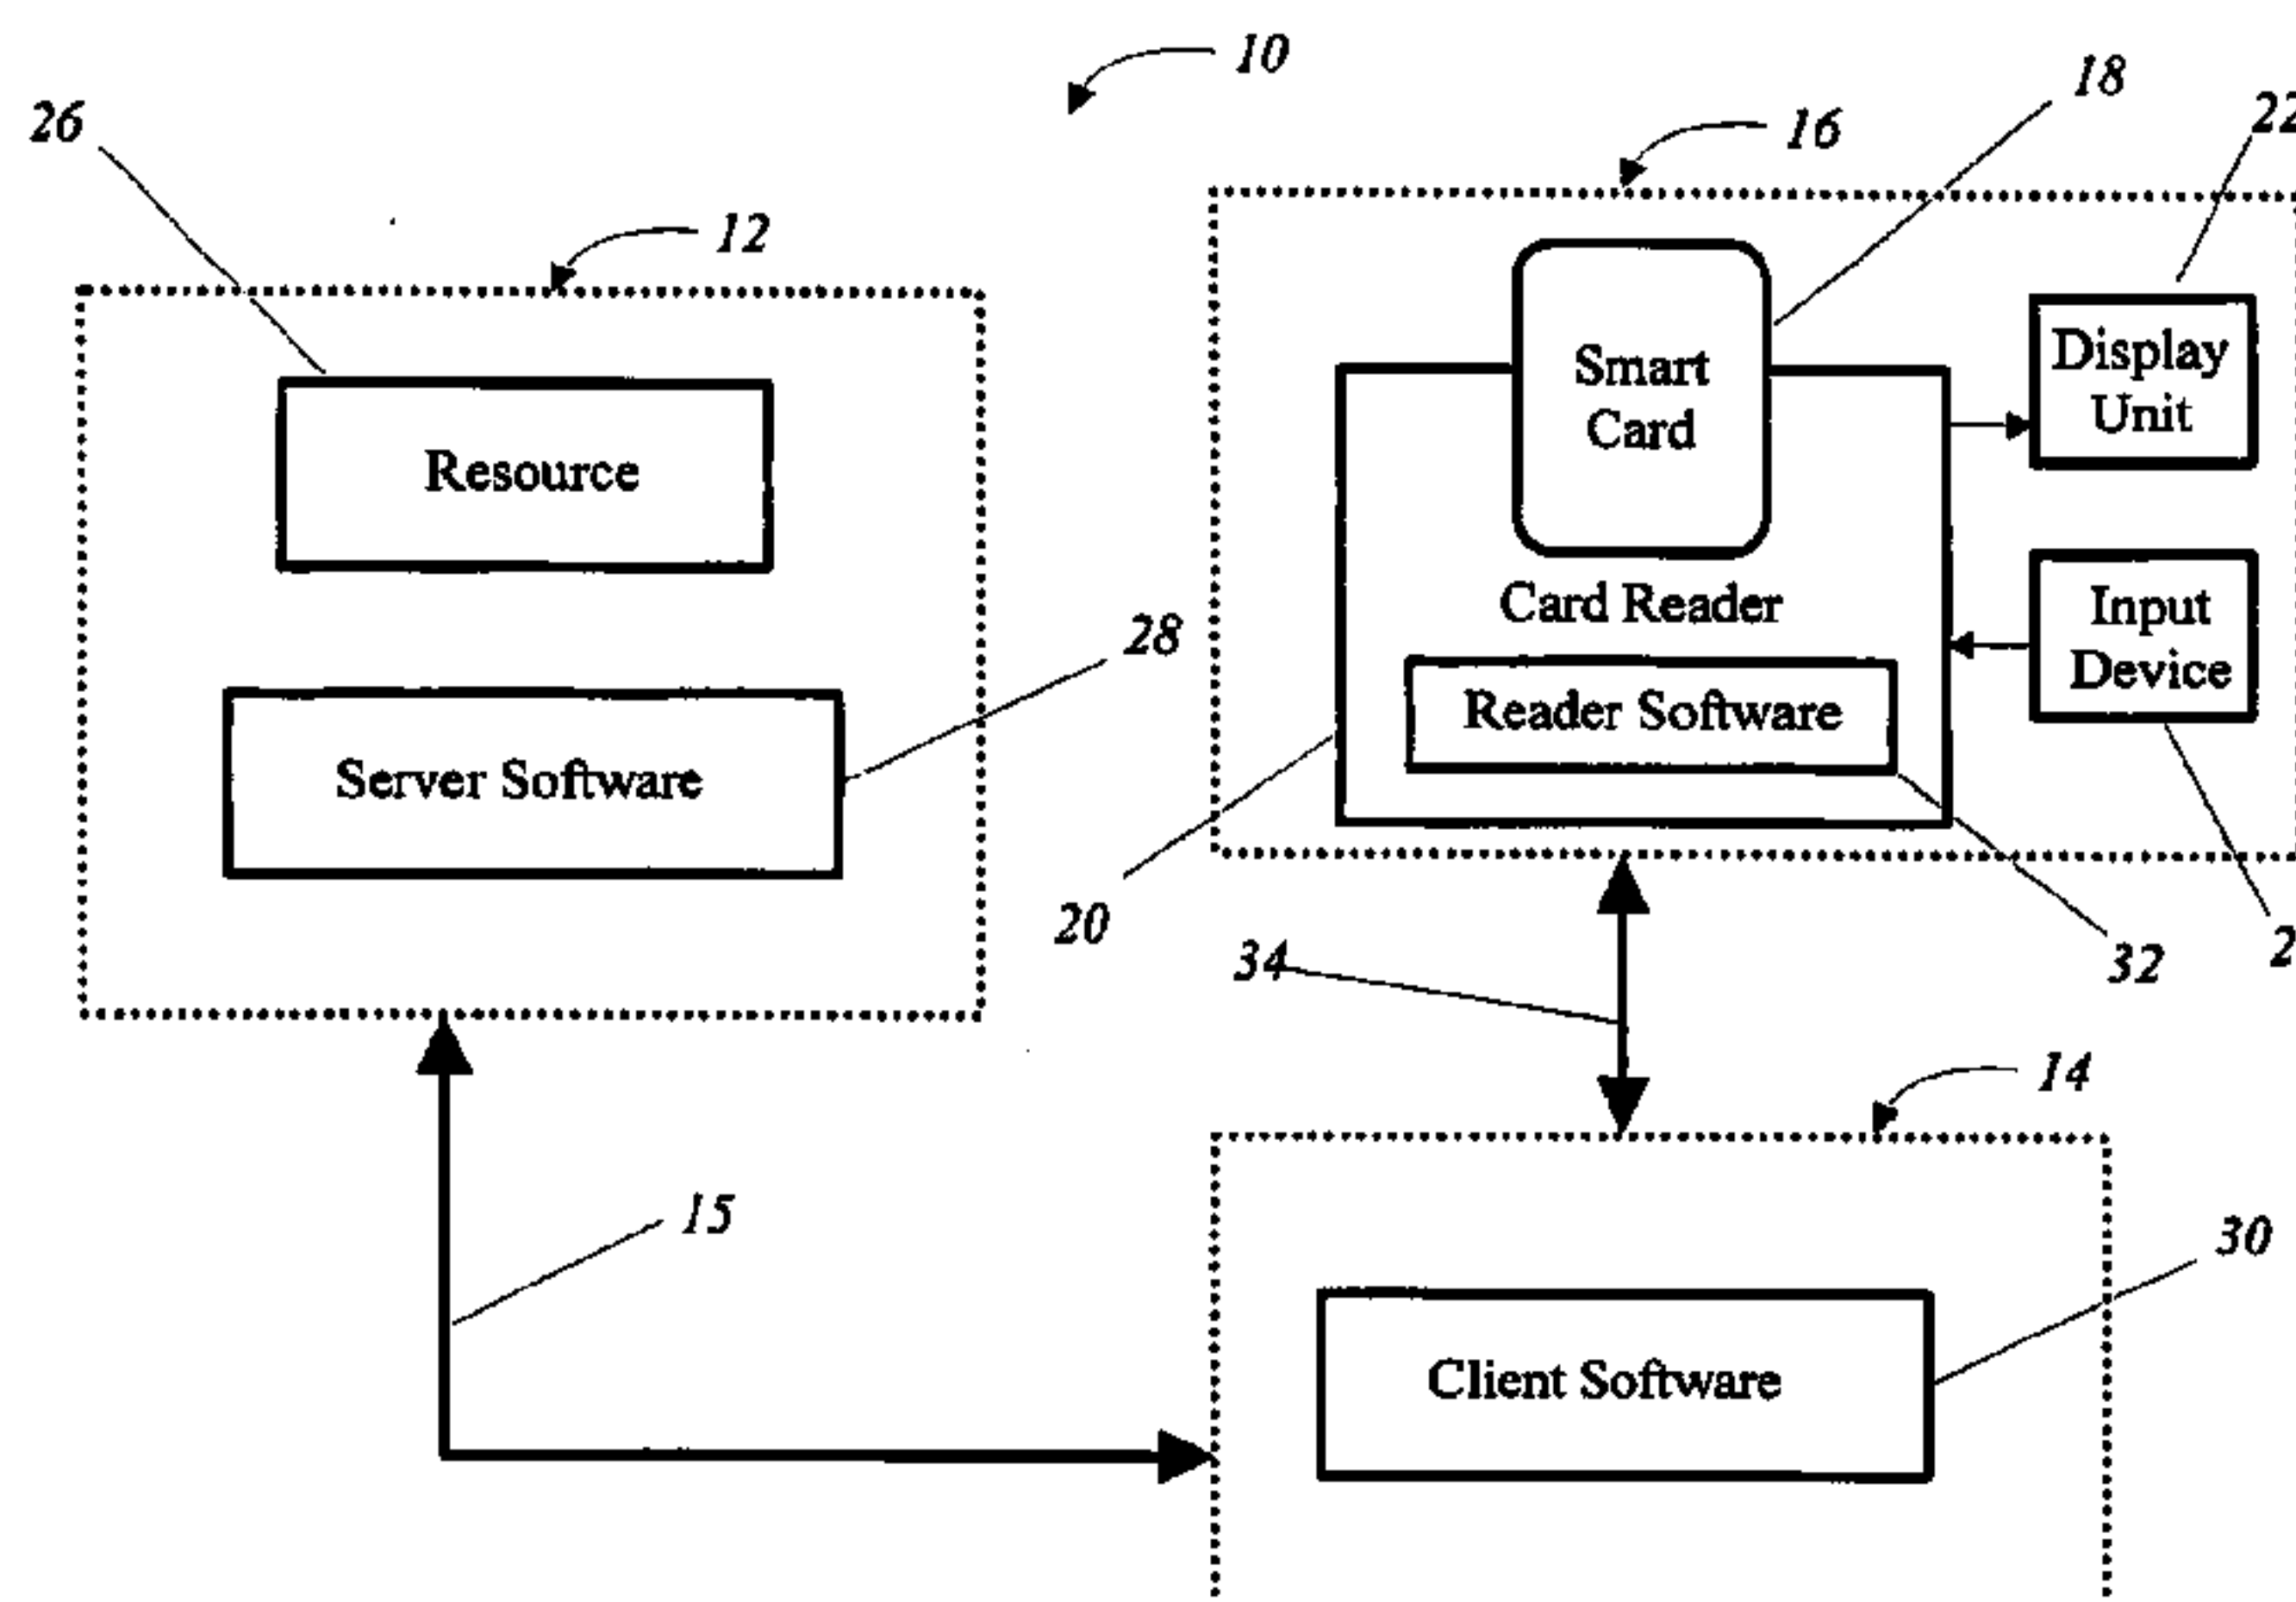 10
18
16
22
26
12
Smart
Card
Display
Unit
Resource
Card Reader
Input
Device
28
Reader Software
Server Software
20
34
32
2
14
15
30
Client Software